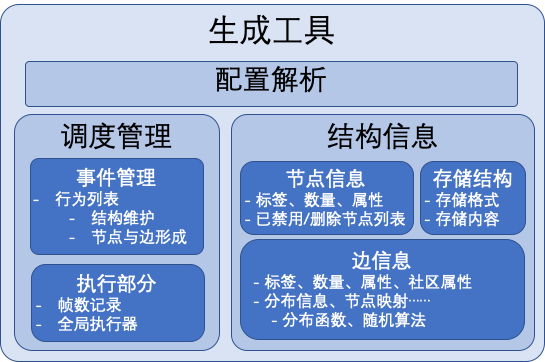 生成工具
配置解析
调度管理
事件管理
- 行为列表
- 结构维护
- 节点与边形成
执行部分
- 帧数记录
- 全局执行器
结构信息
节点信息
- 标签、数量、属性
- 已禁用/删除节点列表
存储结构
- 存储格式
- 存储内容
边信息
- 标签、数量、属性、社区属性
- 分布信息、节点映射……
- 分布函数、随机算法